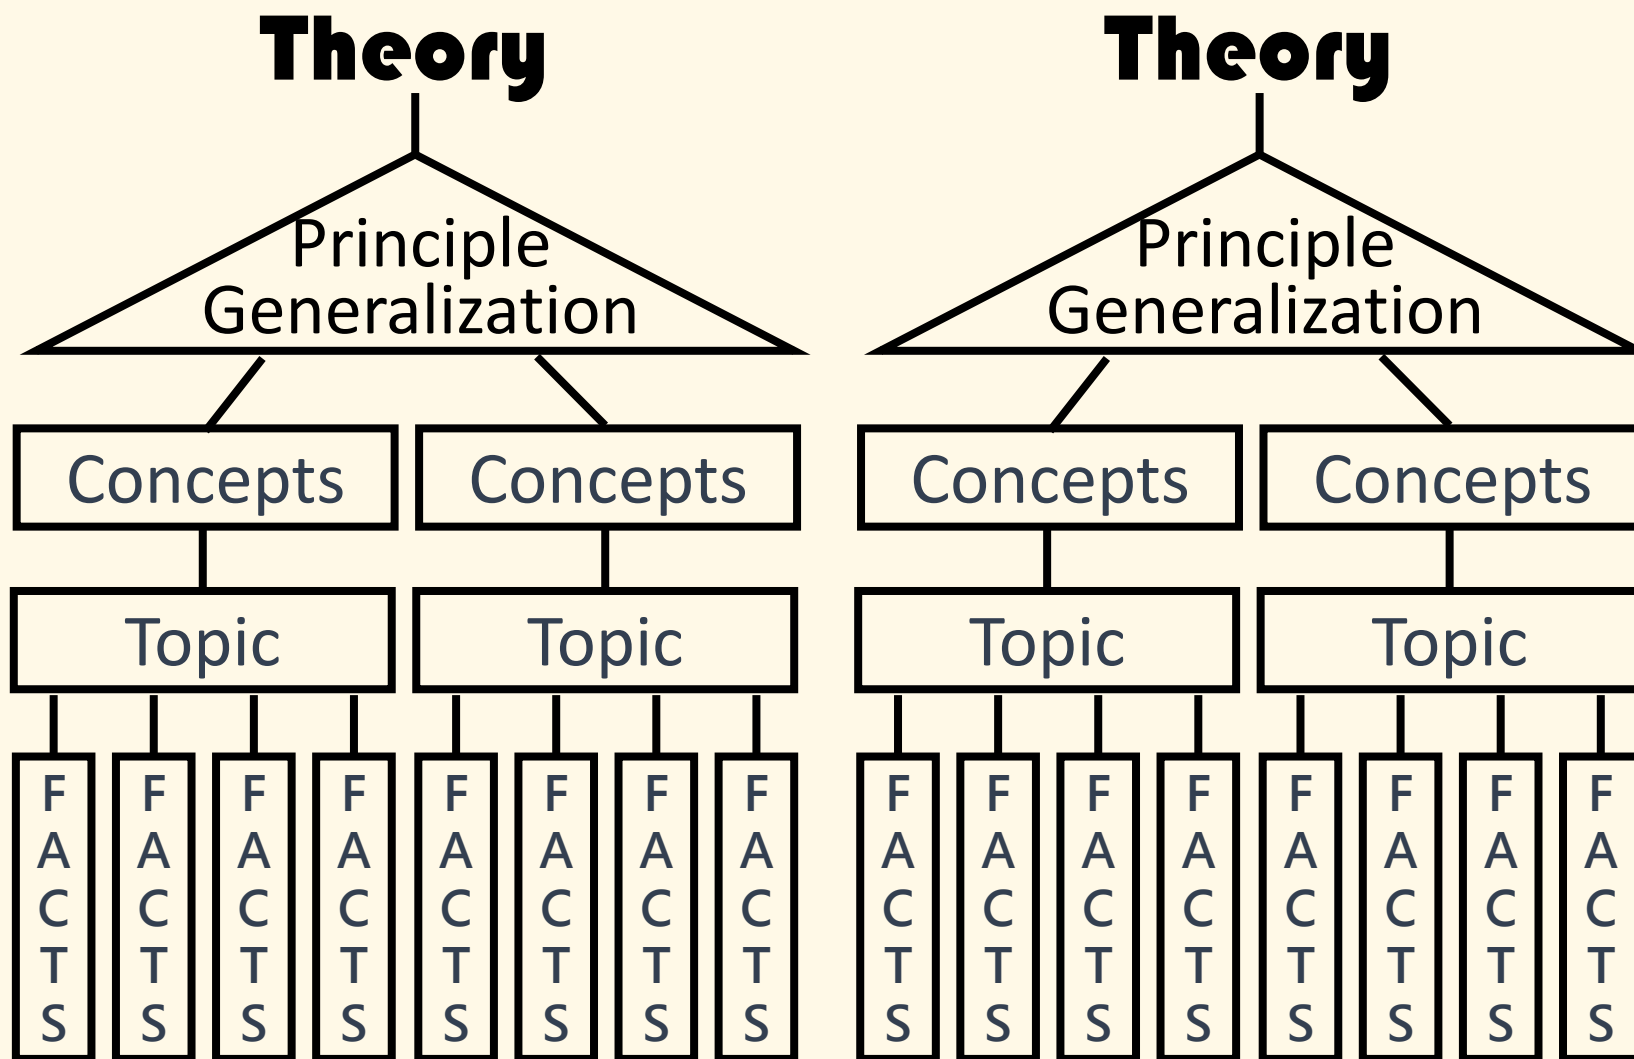 Theory
Principle
Generalization
Concepts Concepts
Topic Topic
F F F F F F F F
A A A A A A A A
C C C C C C C C
T T T T T T T T
S S S S S S S S
Theory
Principle
Generalization
Concepts Concepts
Topic Topic
F F F F F F F F
A A A A A A A A
C C C C C C C C
T T T T T T T T
S S S S S S S S